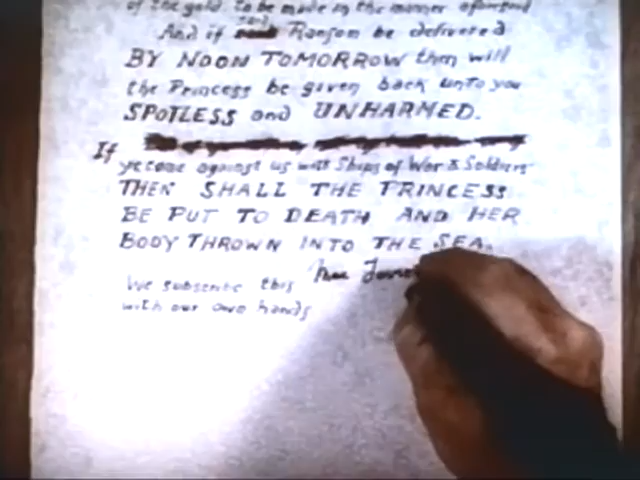 of the gold to be made in the manner aforesaid
And if said Ransom be delivered
BY NOON TOMORROW then will
the Princess be given back unto you
SPOTLESS and UNHARMED.
If
ye come against us with Ships of War & Soldiers
THEN SHALL THE PRINCESS
BE PUT TO DEATH AND HER
BODY THROWN INTO THE SEA.
We subscribe this
with our own hands